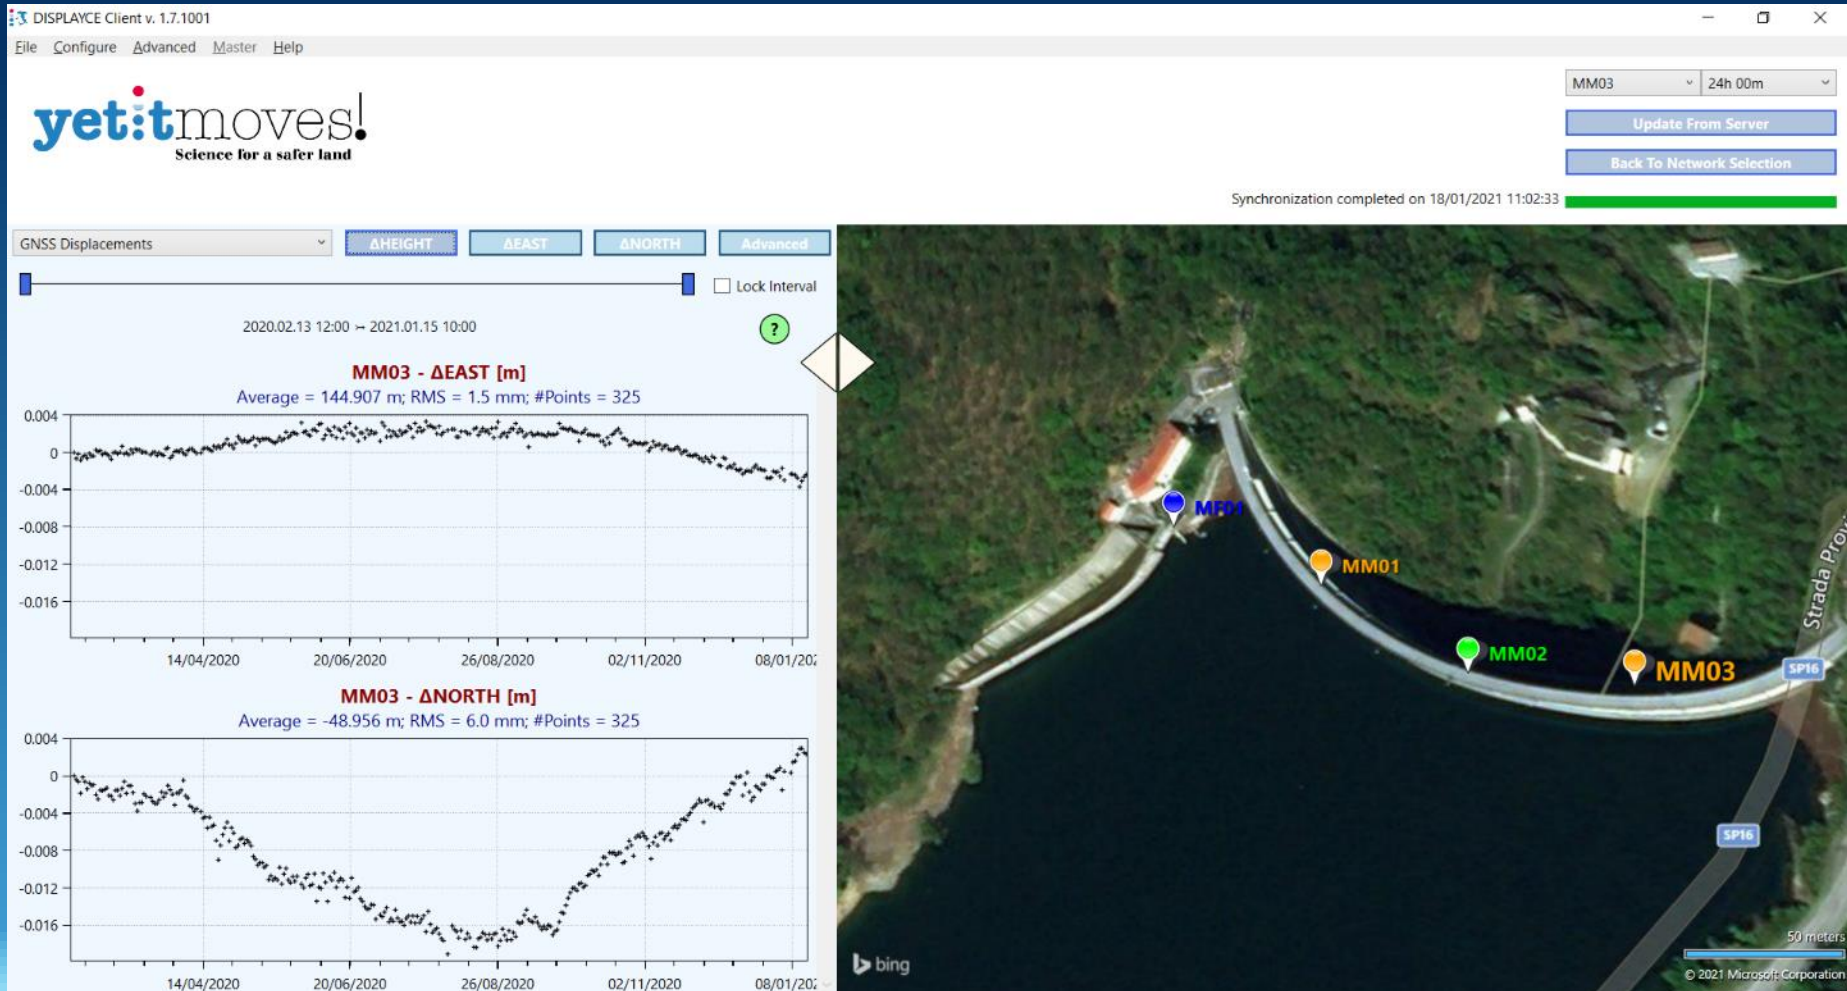 DISPLAYCE Client v. 1.7.1001
File Configure Advanced Master Help
yetitmoves!
Science for a safer land
MM03 24h 00m
Update From Server
Back To Network Selection
Synchronization completed on 18/01/2021 11:02:33
GNSS Displacements ΔHEIGHT ΔEAST ΔNORTH Advanced
Lock Interval
2020.02.13 12:00 ↣ 2021.01.15 10:00 ?
MM03 - ΔEAST [m]
Average = 144.907 m; RMS = 1.5 mm; #Points = 325
0.004
0
-0.004
-0.008
-0.012
-0.016
14/04/2020 20/06/2020 26/08/2020 02/11/2020 08/01/202
MM03 - ΔNORTH [m]
Average = -48.956 m; RMS = 6.0 mm; #Points = 325
0.004
0
-0.004
-0.008
-0.012
-0.016
14/04/2020 20/06/2020 26/08/2020 02/11/2020 08/01/202
MF01
MM01
MM02
MM03
Strada Prov
SP16
SP16
50 meters
bing
© 2021 Microsoft Corporation